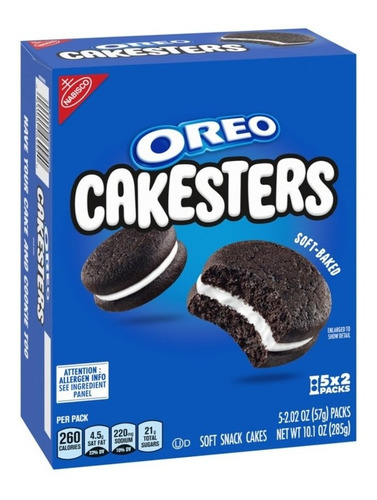 OREO
CAKESTERS
NABISCO
OREO
CAKESTERS
SOFT-BAKED
ENLARGED TO
SHOW DETAIL
5x2
PACKS
ATTENTION:
ALLERGEN INFO
SEE INGREDIENT
PANEL
PER PACK
260
CALORIES
4.5g
SAT FAT
23% DV
220mg
SODIUM
10% DV
21g
TOTAL
SUGARS
U D
SOFT SNACK CAKES
5-2.02 OZ (57g) PACKS
NET WT 10.1 OZ (285g)
HAVE YOUR CAKE AND COOKIE TOO
OREO
CAKESTERS